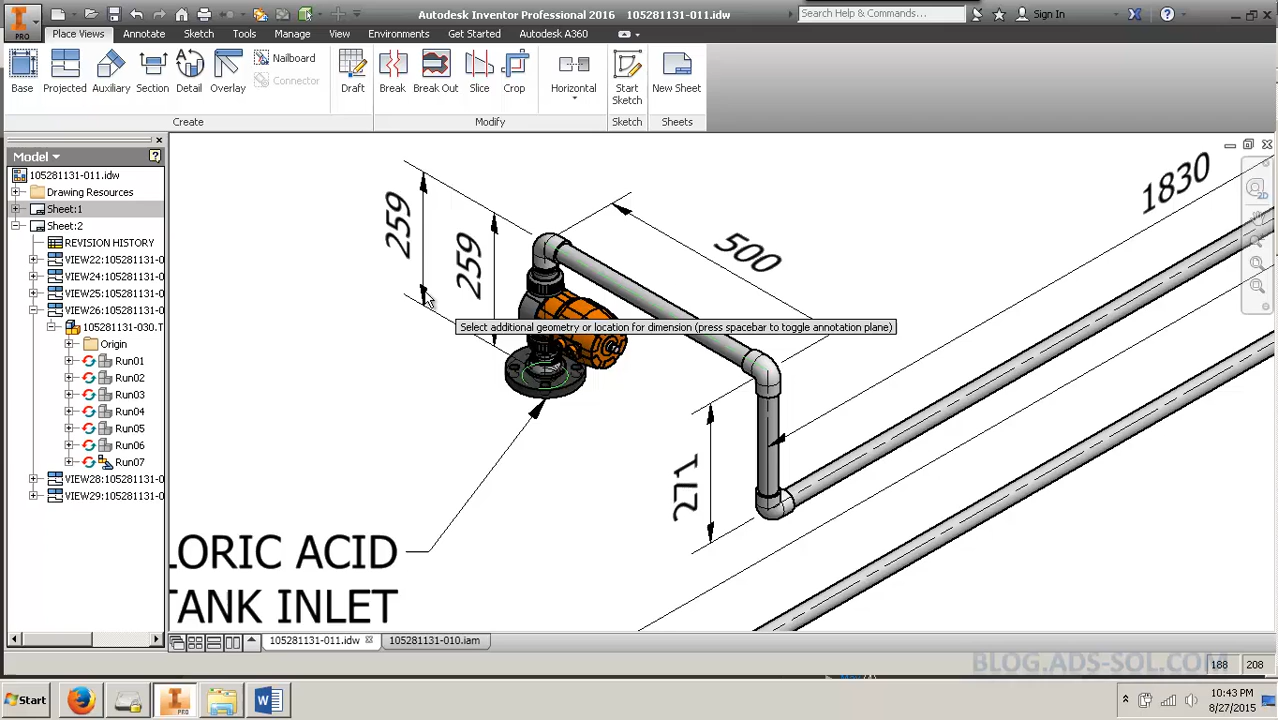 Autodesk Inventor Professional 2016 105281131-011.idw
Search Help & Commands...
Sign In
PRO
Place Views Annotate Sketch Tools Manage View Environments Get Started Autodesk A360
Base Projected Auxiliary Section Detail Overlay
Nailboard
Connector
Draft
Break Break Out Slice Crop
Horizontal
Start
Sketch
New Sheet
Create Modify Sketch Sheets
Model
105281131-011.idw
Drawing Resources
Sheet:1
Sheet:2
REVISION HISTORY
VIEW22:105281131-0
VIEW24:105281131-0
VIEW25:105281131-0
VIEW26:105281131-0
105281131-030.T
Origin
Run01
Run02
Run03
Run04
Run05
Run06
Run07
VIEW28:105281131-0
VIEW29:105281131-0
1830
259
259
500
Select additional geometry or location for dimension (press spacebar to toggle annotation plane)
271
LORIC ACID
TANK INLET
2D
105281131-011.idw 105281131-010.iam
BLOG.ADS-SOL.COM
188 208
Start
PRO
10:43 PM
8/27/2015